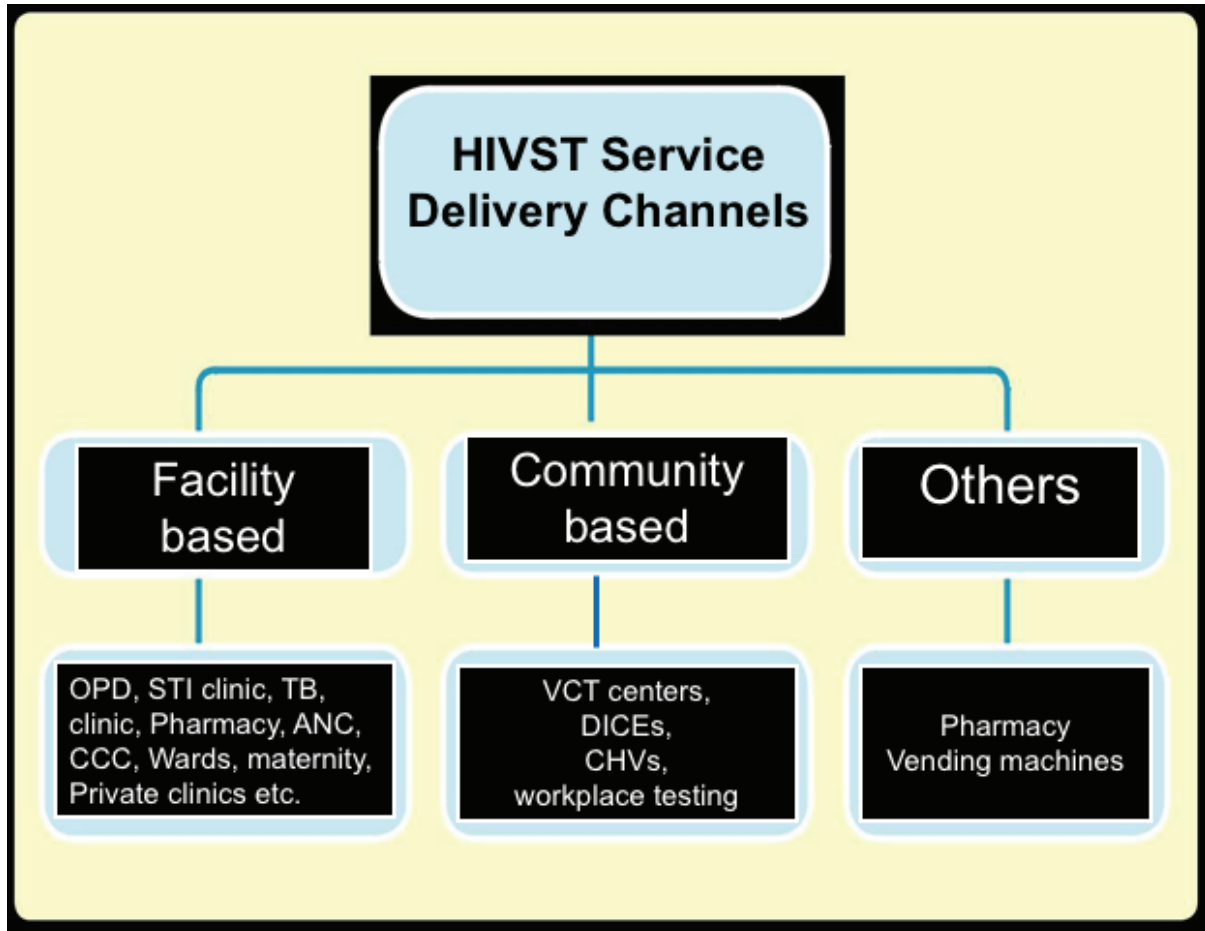 HIVST Service
Delivery Channels
Facility
based
Community
based
Others
OPD, STI clinic, TB,
clinic, Pharmacy, ANC,
CCC, Wards, maternity,
Private clinics etc.
VCT centers,
DICEs,
CHVs,
workplace testing
Pharmacy
Vending machines